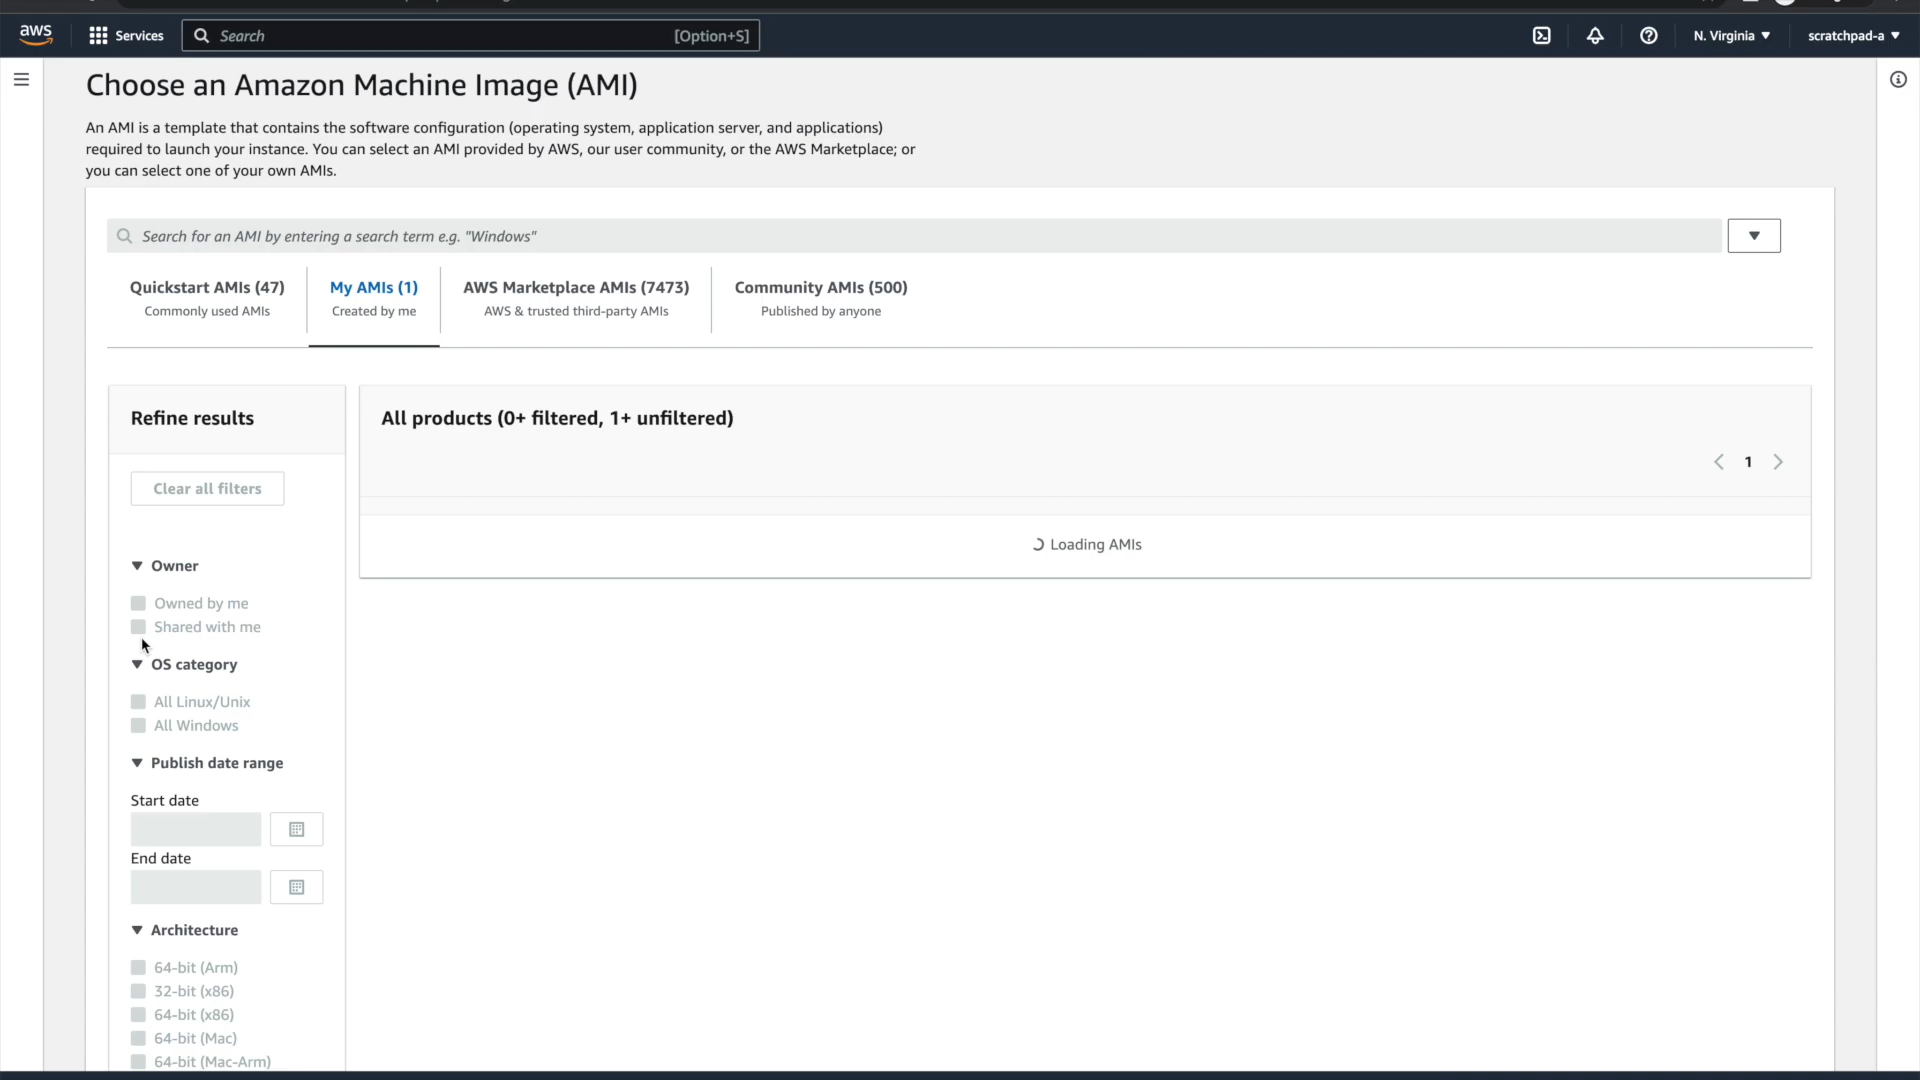 aws
Services
Search
[Option+S]
N. Virginia ▼
scratchpad-a ▼
Choose an Amazon Machine Image (AMI)
An AMI is a template that contains the software configuration (operating system, application server, and applications)
required to launch your instance. You can select an AMI provided by AWS, our user community, or the AWS Marketplace; or
you can select one of your own AMIs.
Search for an AMI by entering a search term e.g. "Windows"
Quickstart AMIs (47)
Commonly used AMIs
My AMIs (1)
Created by me
AWS Marketplace AMIs (7473)
AWS & trusted third-party AMIs
Community AMIs (500)
Published by anyone
Refine results
Clear all filters
Owner
Owned by me
Shared with me
OS category
All Linux/Unix
All Windows
Publish date range
Start date
End date
Architecture
64-bit (Arm)
32-bit (x86)
64-bit (x86)
64-bit (Mac)
64-bit (Mac-Arm)
All products (0+ filtered, 1+ unfiltered)
1
Loading AMIs